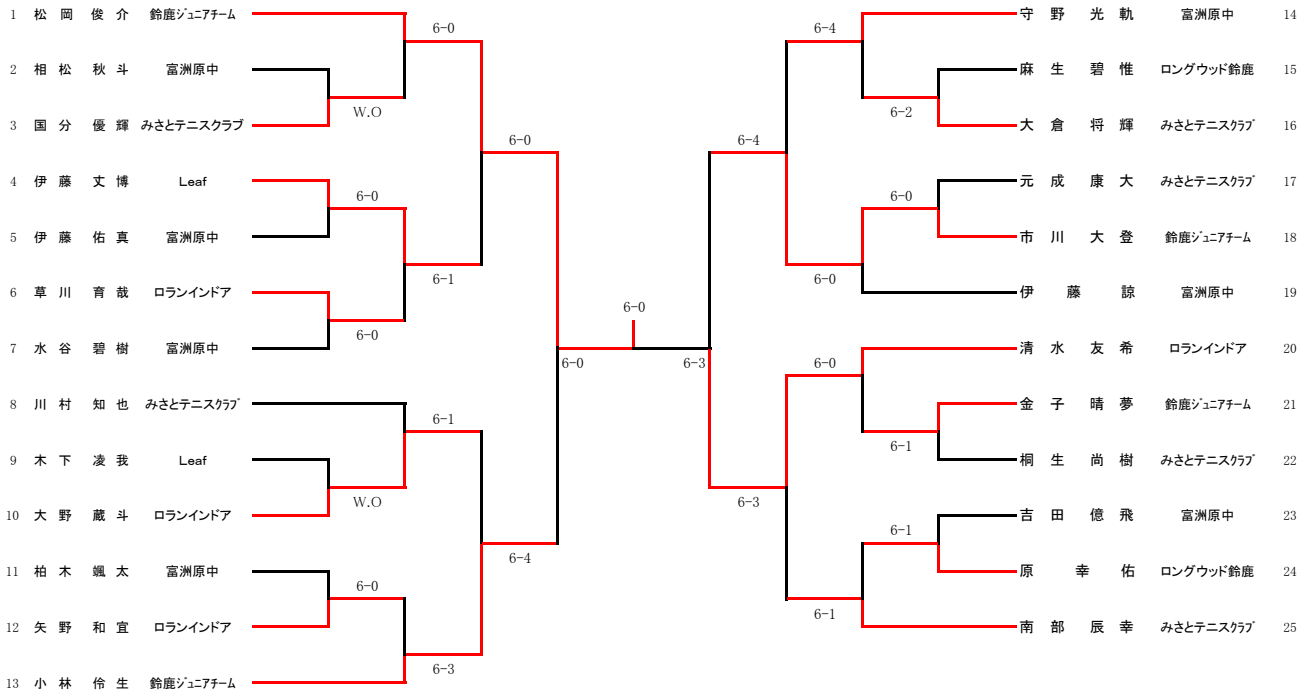 1 松岡 俊介 鈴鹿ジュニアチーム
2 相松 秋斗 富洲原中
3 国分 優輝 みさとテニスクラブ
4 伊藤 丈博 Leaf
5 伊藤 佑真 富洲原中
6 草川 育哉 ロランインドア
7 水谷 碧樹 富洲原中
8 川村 知也 みさとテニスクラブ
9 木下 凌我 Leaf
10 大野 蔵斗 ロランインドア
11 柏木 颯太 富洲原中
12 矢野 和宜 ロランインドア
13 小林 伶生 鈴鹿ジュニアチーム
6-0
W.O
6-0
6-0
6-1
6-0
6-0
6-1
W.O
6-4
6-0
6-3
6-0
6-3
6-4
6-2
6-4
6-0
6-0
6-0
6-1
6-3
6-1
6-1
守野 光軌 富洲原中 14
麻生 碧惟 ロングウッド鈴鹿 15
大倉 将輝 みさとテニスクラブ 16
元成 康大 みさとテニスクラブ 17
市川 大登 鈴鹿ジュニアチーム 18
伊藤 諒 富洲原中 19
清水 友希 ロランインドア 20
金子 晴夢 鈴鹿ジュニアチーム 21
桐生 尚樹 みさとテニスクラブ 22
吉田 億飛 富洲原中 23
原 幸佑 ロングウッド鈴鹿 24
南部 辰幸 みさとテニスクラブ 25